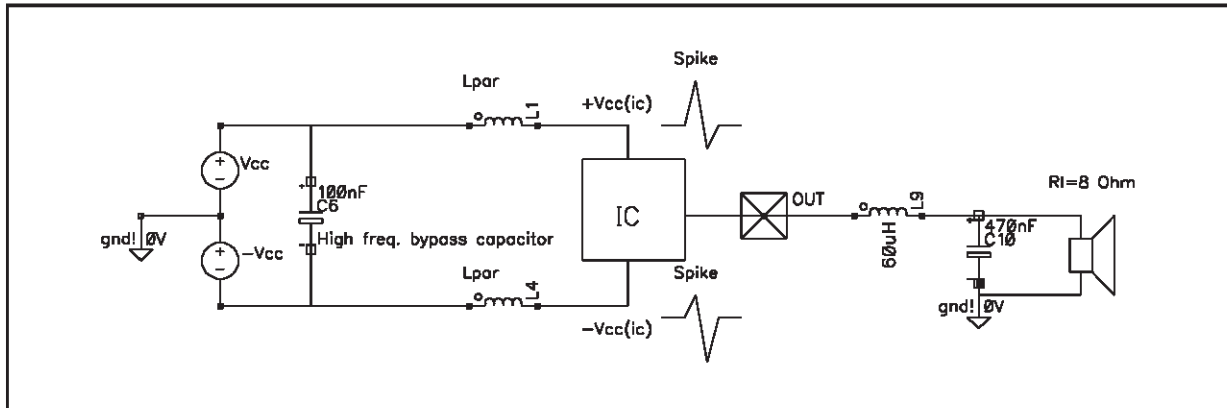 Spike
Lpar
L1
+Vcc(ic)
+
-
Vcc
+
100nF
C6
-
High freq. bypass capacitor
IC
OUT
L9
60uH
Rl=8 Ohm
+
470nF
C10
-
gnd! 0V
gnd! 0V
+
-
-Vcc
Lpar
L4
Spike
-Vcc(ic)